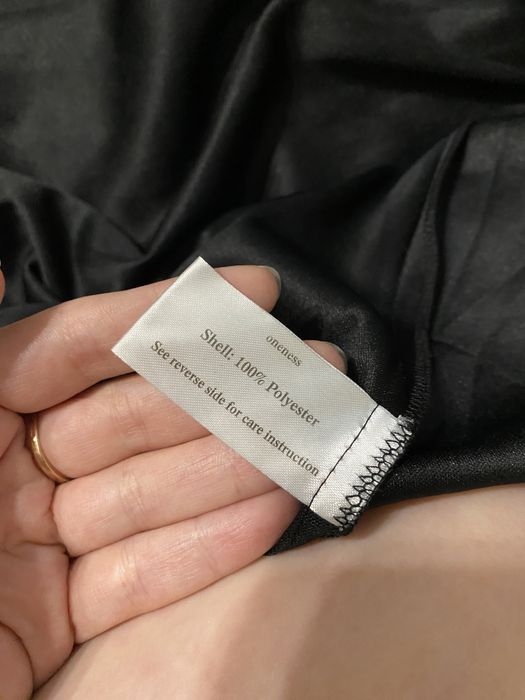 oneness
Shell: 100% Polyester
See reverse side for care instruction